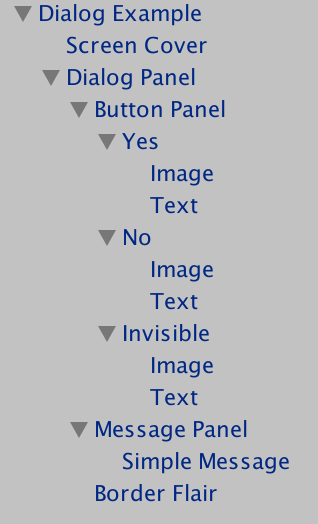 Dialog Example
Screen Cover
Dialog Panel
Button Panel
Yes
Image
Text
No
Image
Text
Invisible
Image
Text
Message Panel
Simple Message
Border Flair